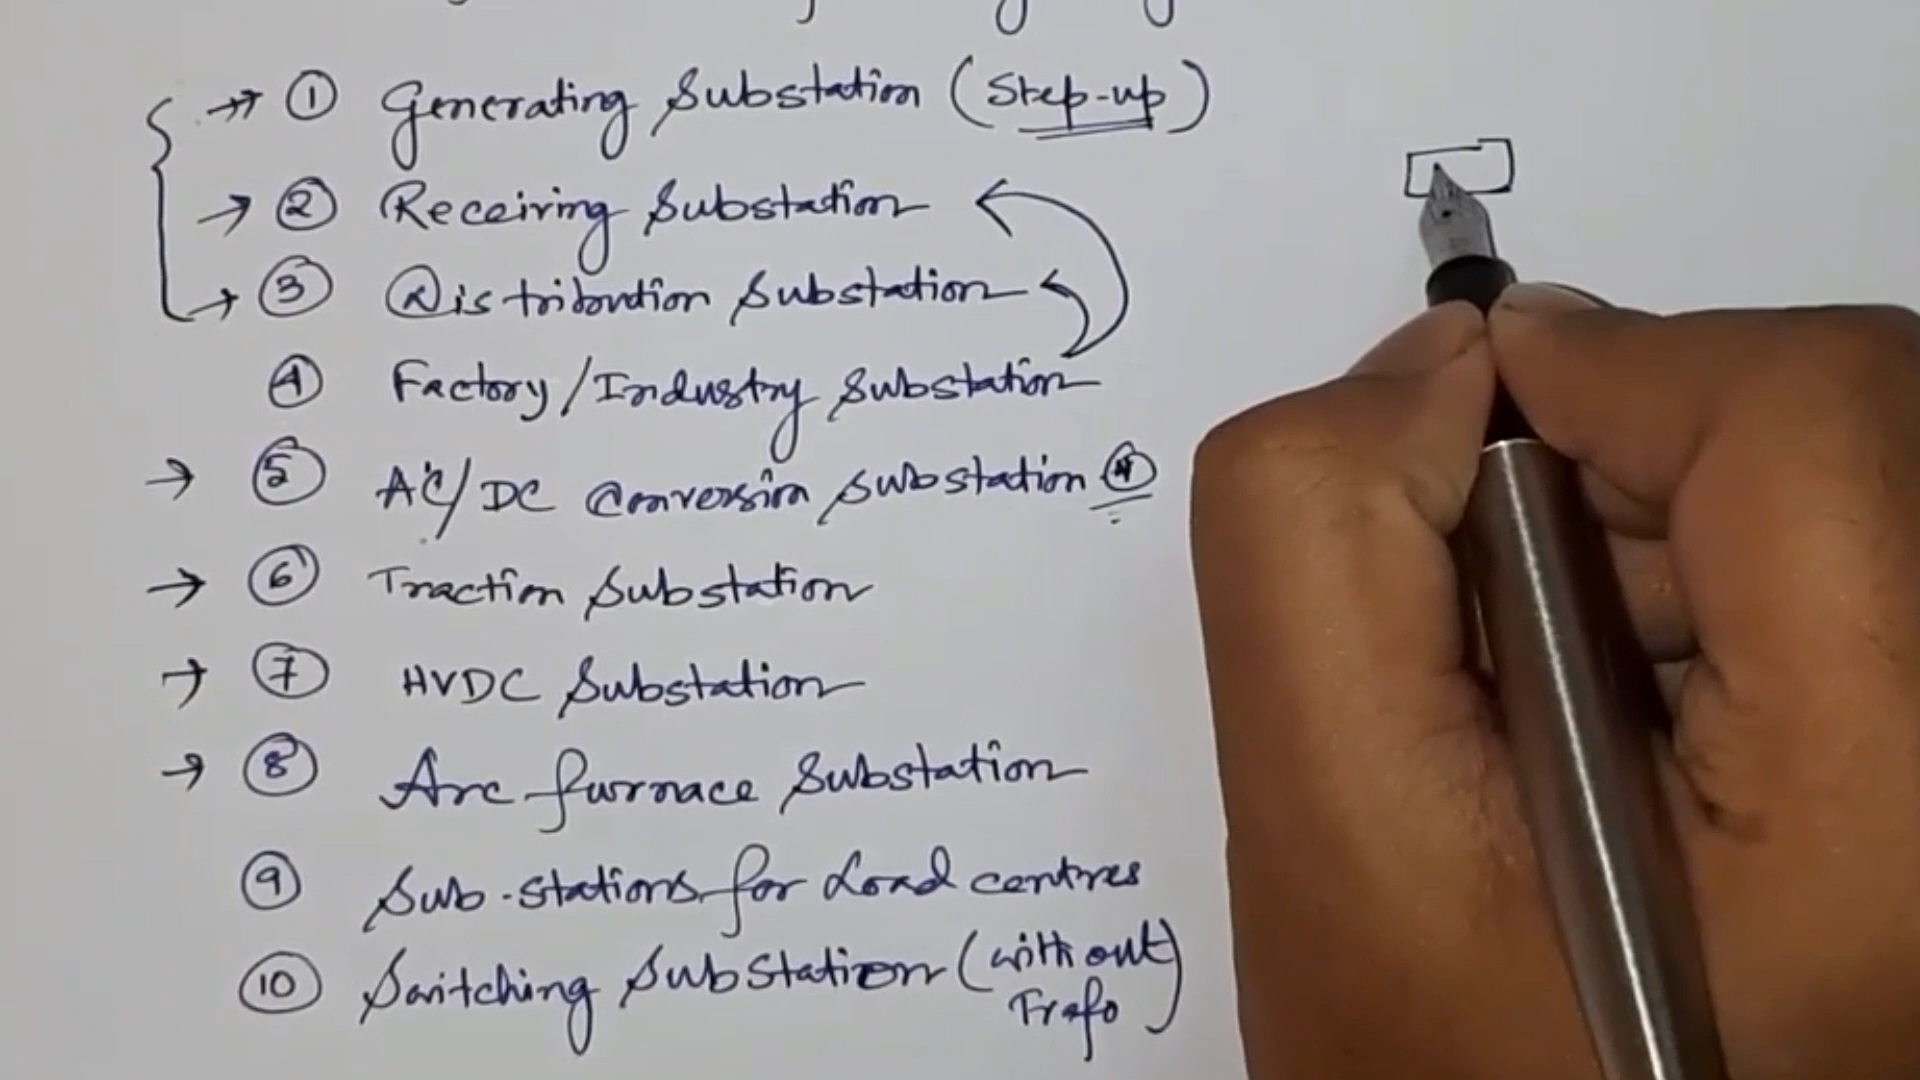 → ① Generating Substation (Step-up)
→ ② Receiving Substation
→ ③ Distribution Substation
④ Factory/Industry Substation
→ ⑤ AC/DC Conversion Substation
→ ⑥ Traction Substation
→ ⑦ HVDC Substation
→ ⑧ Arc furnace Substation
⑨ Sub-stations for Load centres
⑩ Switching Substation (without
Trafo)